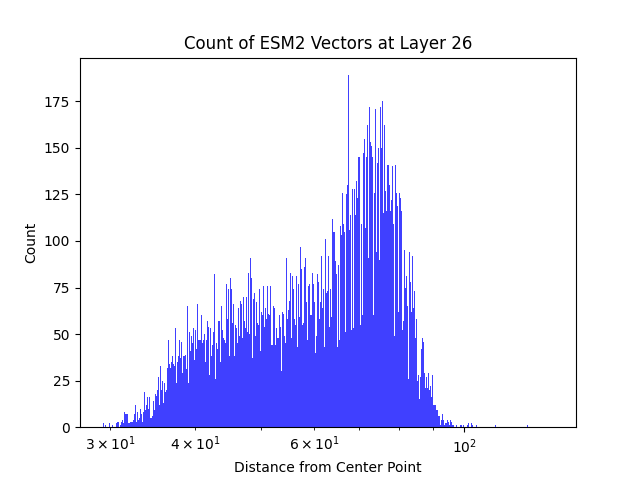 Count of ESM2 Vectors at Layer 26
175
150
125
100
75
50
25
0
Count
3 × 10¹ 4 × 10¹ 6 × 10¹ 10²
Distance from Center Point